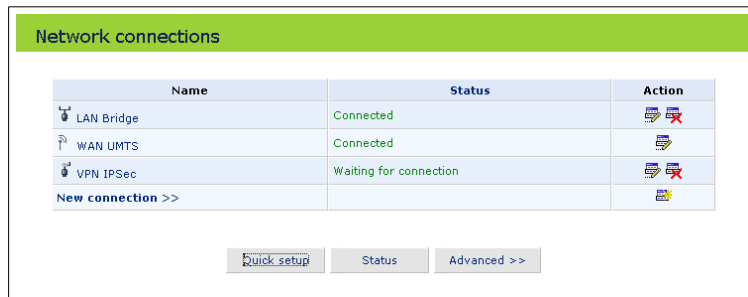 Network connections
Name Status Action
LAN Bridge Connected
WAN UMTS Connected
VPN IPSec Waiting for connection
New connection >>
Quick setup Status Advanced >>